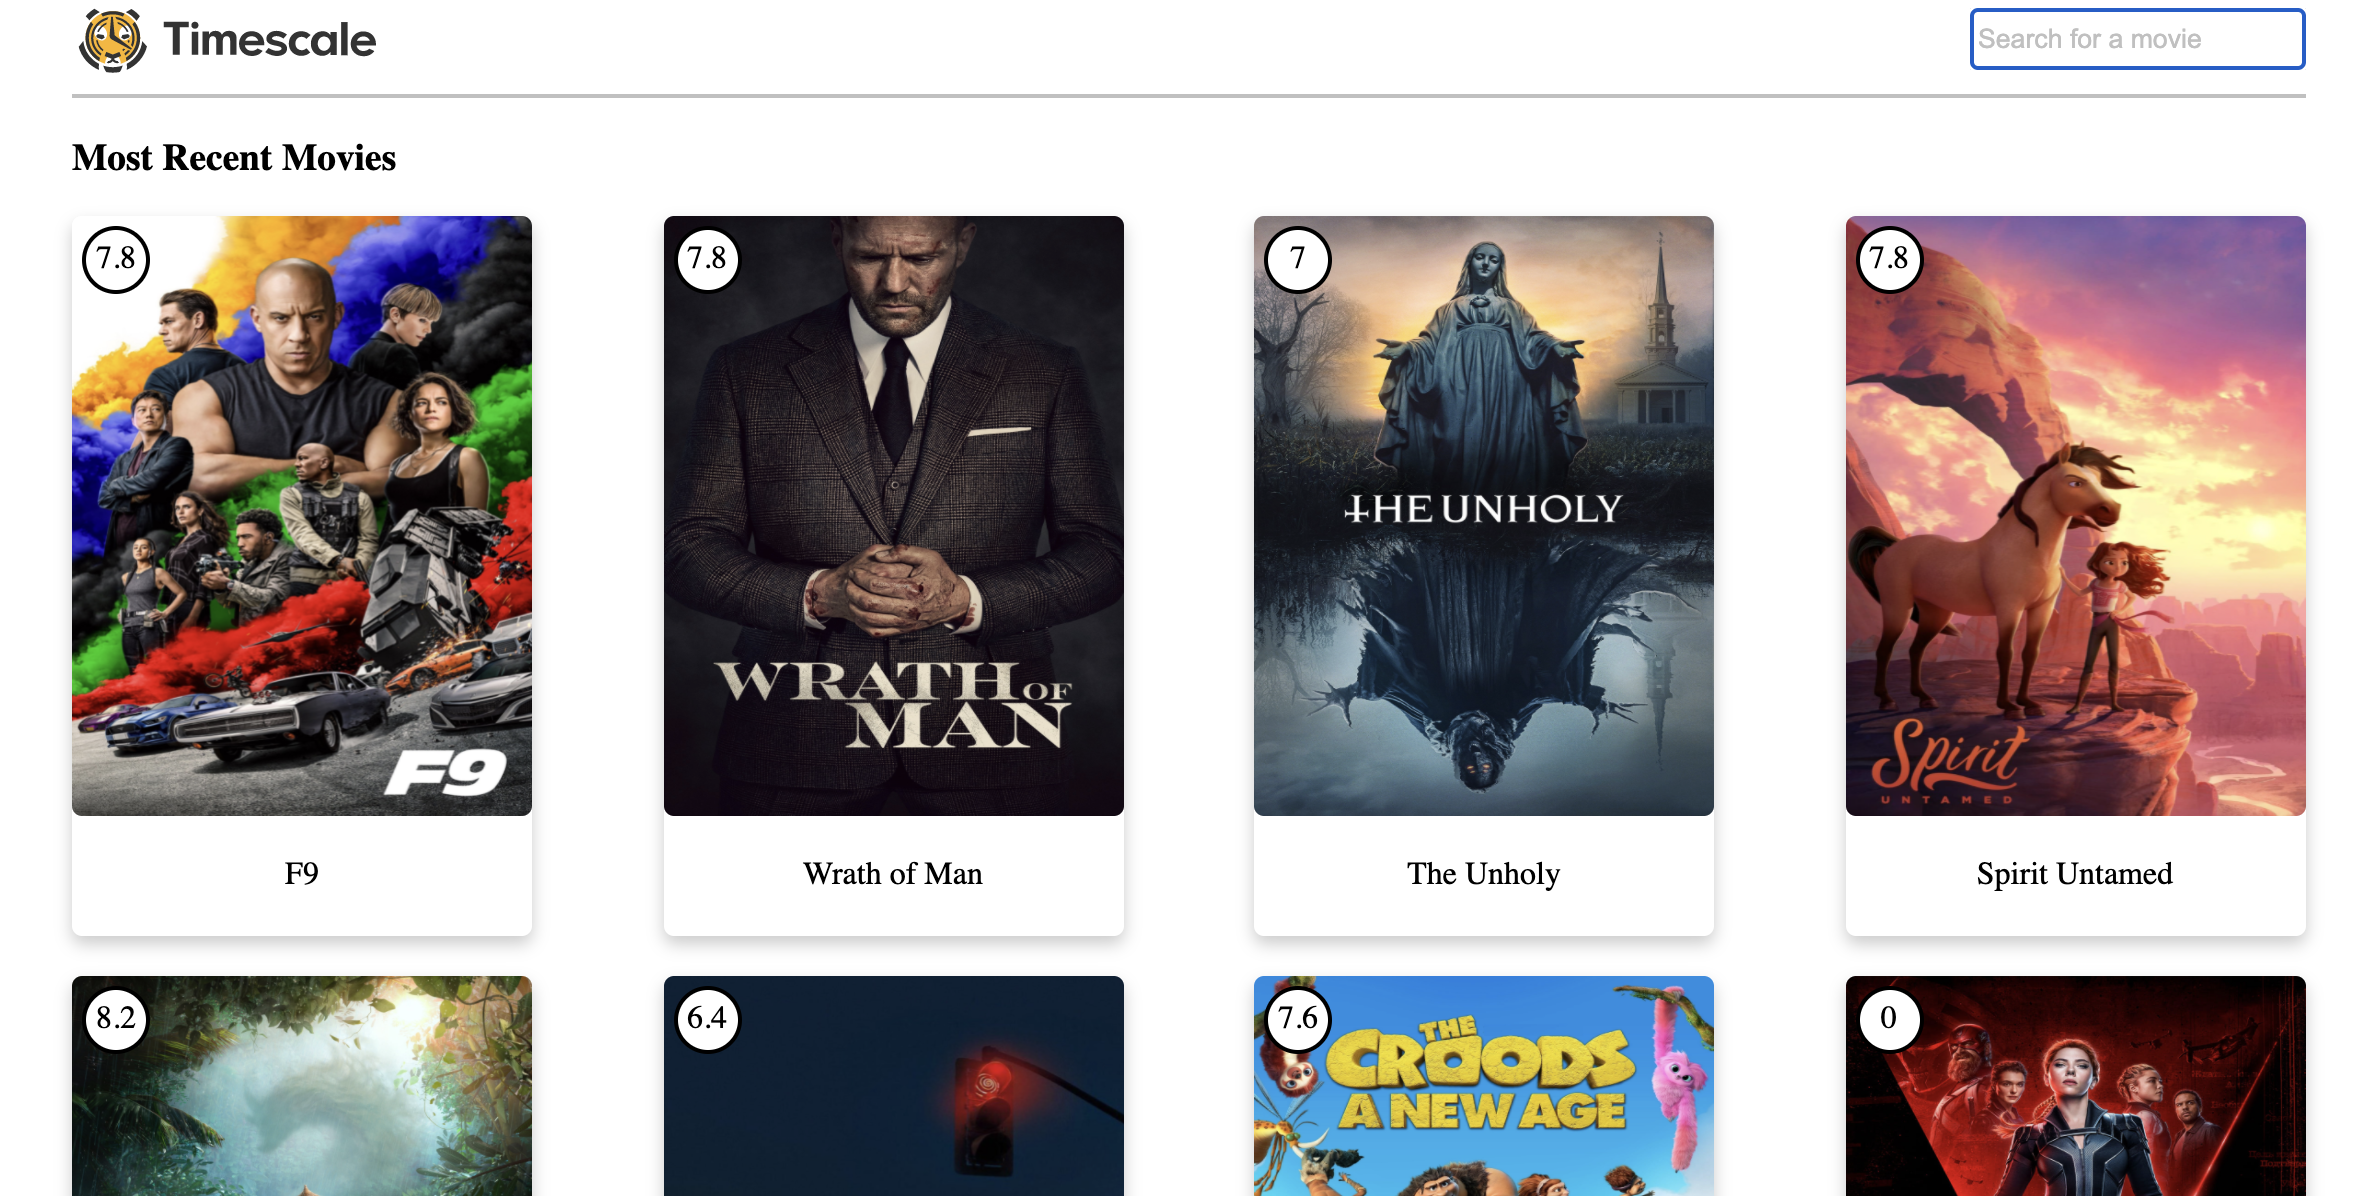 Timescale
Search for a movie
Most Recent Movies
7.8
7.8
7
7.8
THE UNHOLY
WRATH OF
MAN
F9
Spirit
UNTAMED
F9
Wrath of Man
The Unholy
Spirit Untamed
8.2
6.4
7.6
0
THE
CROODS
A NEW AGE